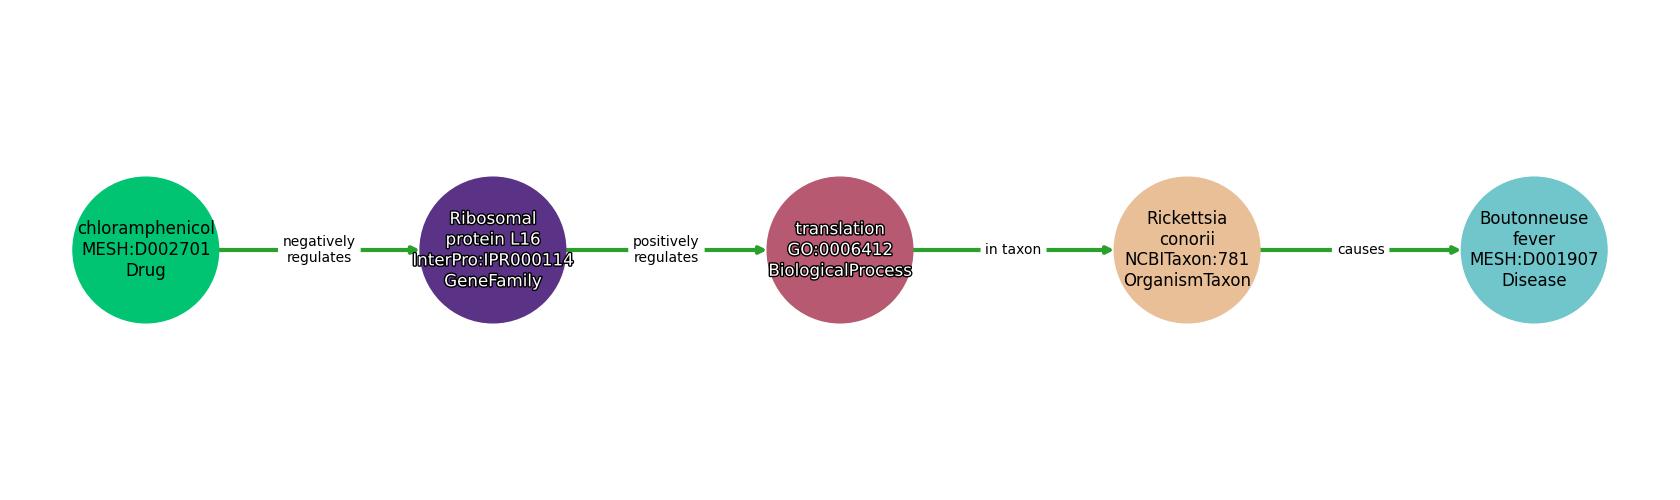 chloramphenicol
MESH:D002701
Drug
negatively
regulates
Ribosomal
protein L16
InterPro:IPR000114
GeneFamily
positively
regulates
translation
GO:0006412
BiologicalProcess
in taxon
Rickettsia
conorii
NCBITaxon:781
OrganismTaxon
causes
Boutonneuse
fever
MESH:D001907
Disease